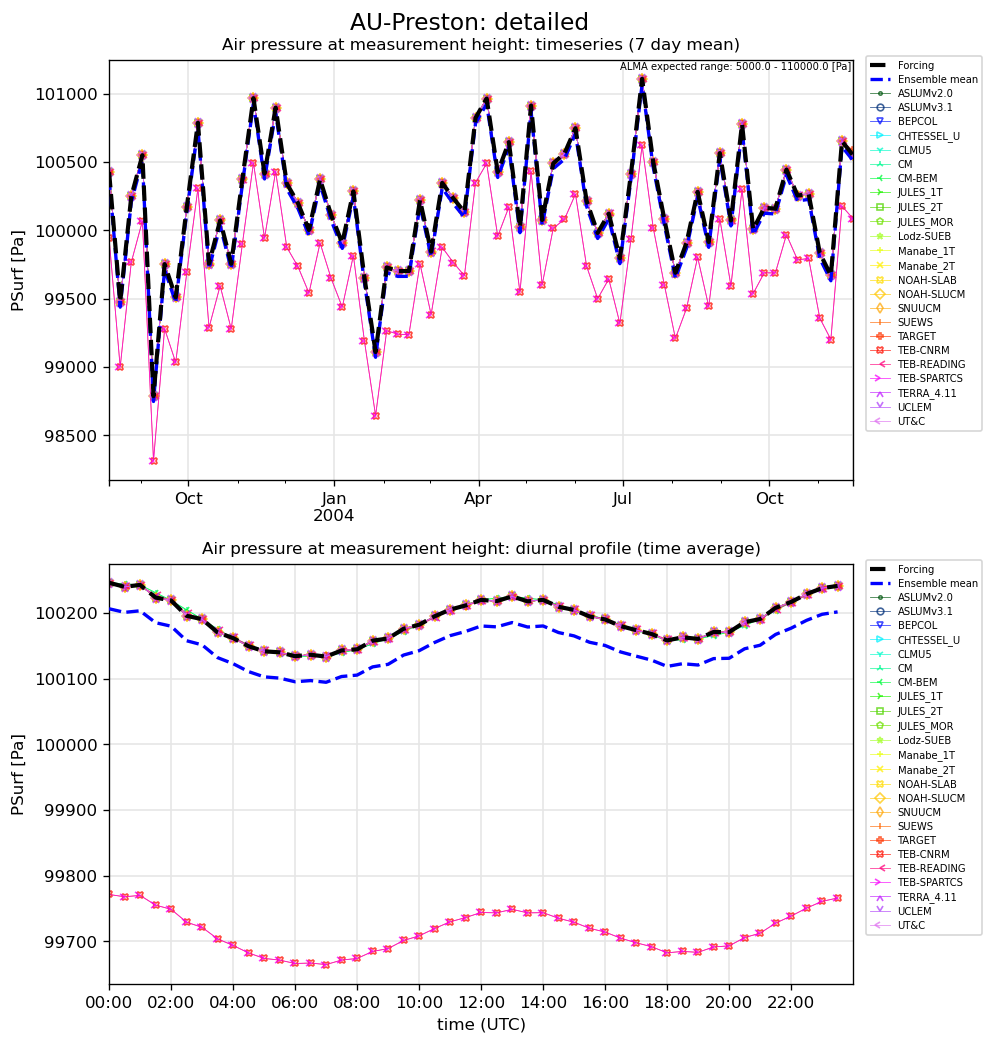 AU-Preston: detailed
Air pressure at measurement height: timeseries (7 day mean)
ALMA expected range: 5000.0 - 110000.0 [Pa]
PSurf [Pa]
101000
100500
100000
99500
99000
98500
Oct
Jan
2004
Apr
Jul
Oct
Forcing
Ensemble mean
ASLUMv2.0
ASLUMv3.1
BEPCOL
CHTESSEL_U
CLMU5
CM
CM-BEM
JULES_1T
JULES_2T
JULES_MOR
Lodz-SUEB
Manabe_1T
Manabe_2T
NOAH-SLAB
NOAH-SLUCM
SNUUCM
SUEWS
TARGET
TEB-CNRM
TEB-READING
TEB-SPARTCS
TERRA_4.11
UCLEM
UT&C
Air pressure at measurement height: diurnal profile (time average)
PSurf [Pa]
100200
100100
100000
99900
99800
99700
00:00
02:00
04:00
06:00
08:00
10:00
12:00
14:00
16:00
18:00
20:00
22:00
time (UTC)
Forcing
Ensemble mean
ASLUMv2.0
ASLUMv3.1
BEPCOL
CHTESSEL_U
CLMU5
CM
CM-BEM
JULES_1T
JULES_2T
JULES_MOR
Lodz-SUEB
Manabe_1T
Manabe_2T
NOAH-SLAB
NOAH-SLUCM
SNUUCM
SUEWS
TARGET
TEB-CNRM
TEB-READING
TEB-SPARTCS
TERRA_4.11
UCLEM
UT&C